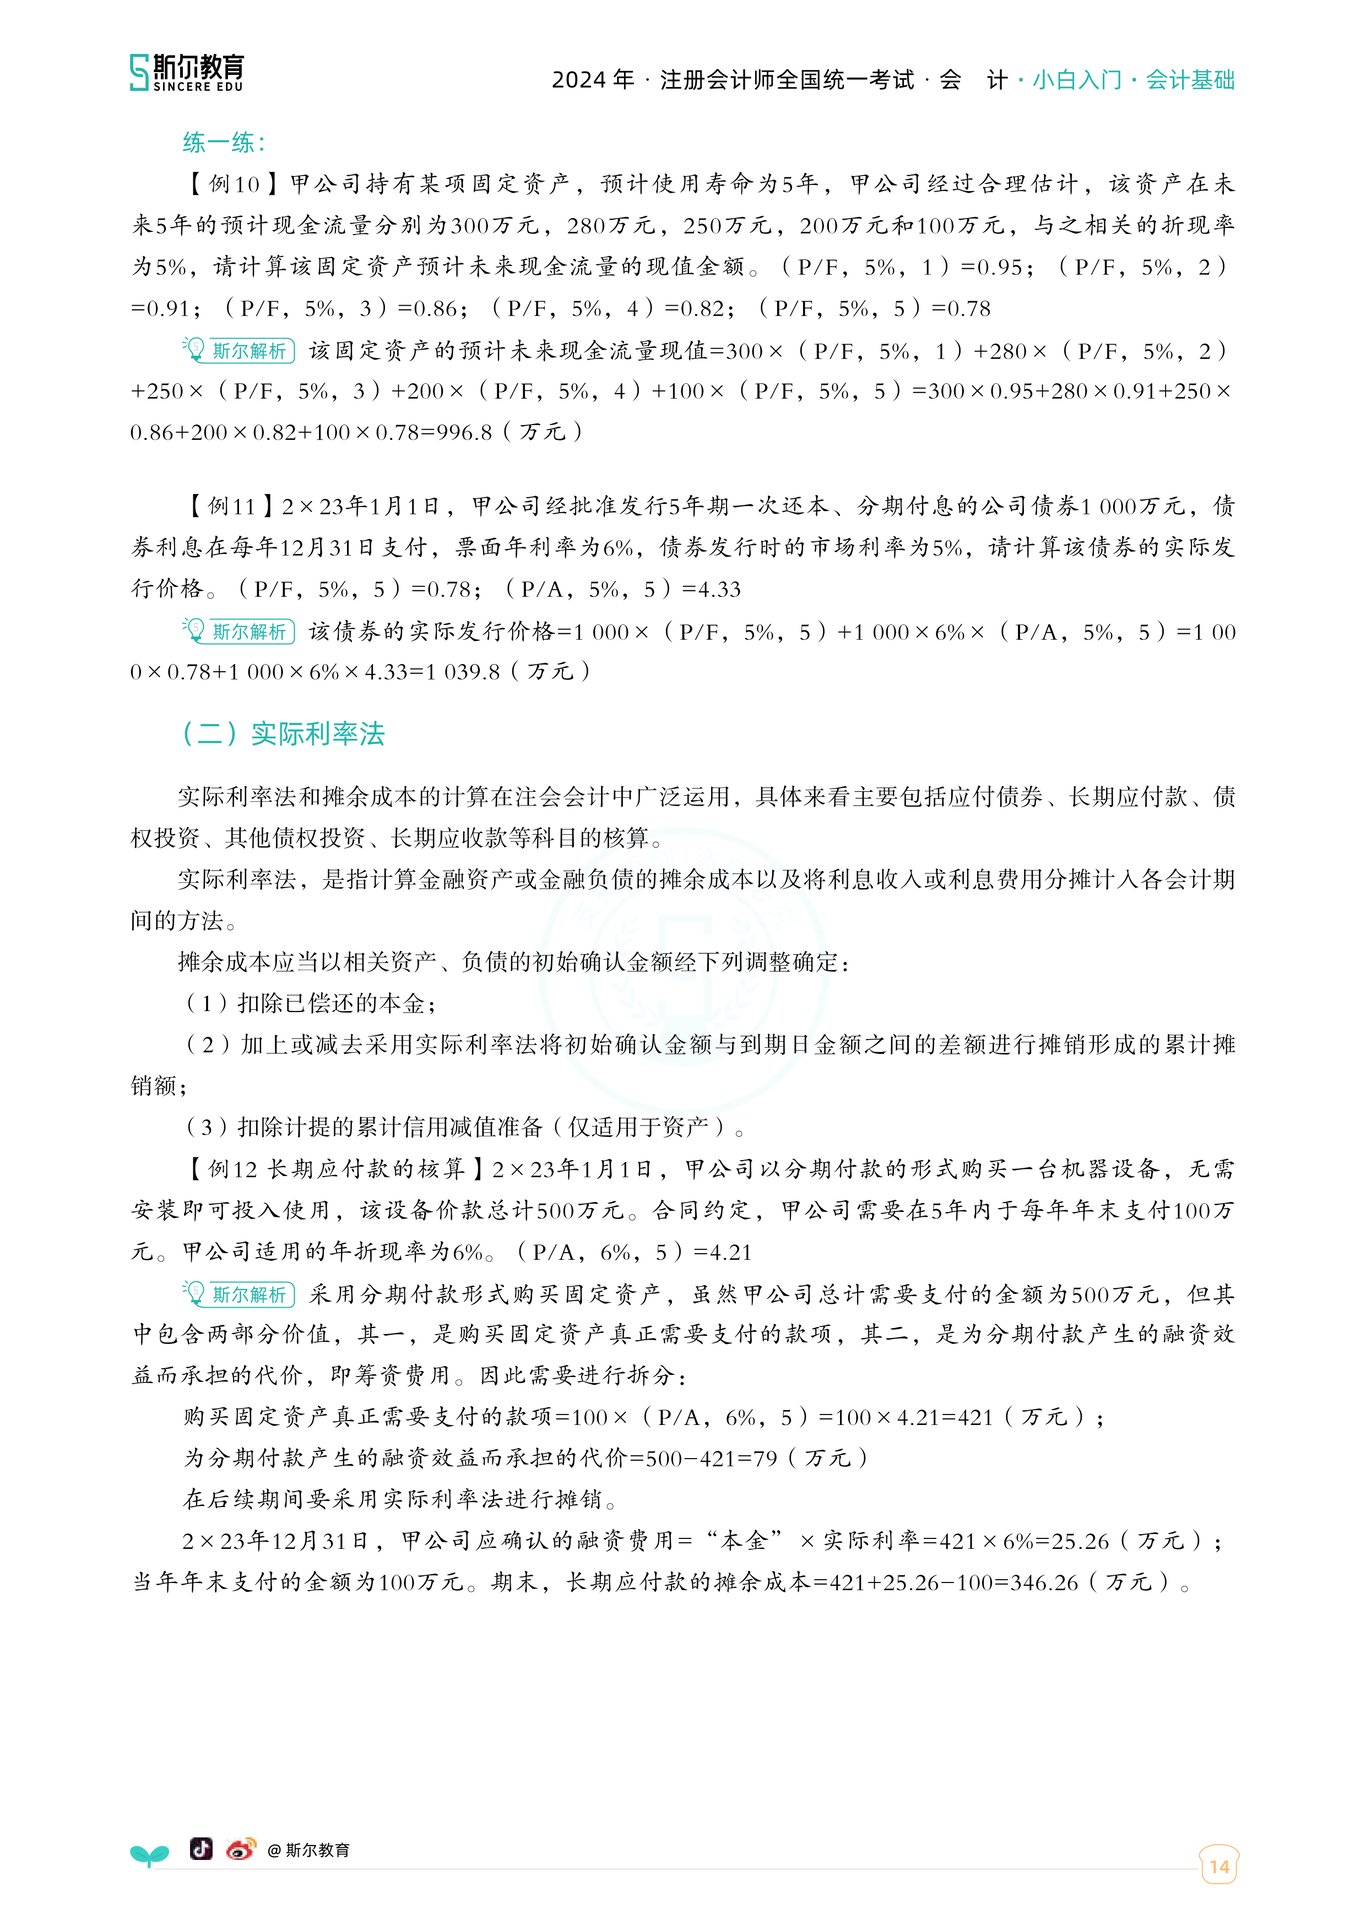 斯尔教育
SINCERE EDU
2024 年 · 注册会计师全国统一考试 · 会　计 · 小白入门 · 会计基础
练一练：
【例10】甲公司持有某项固定资产，预计使用寿命为5年，甲公司经过合理估计，该资产在未
来5年的预计现金流量分别为300万元，280万元，250万元，200万元和100万元，与之相关的折现率
为5%，请计算该固定资产预计未来现金流量的现值金额。（P/F，5%，1）=0.95；（P/F，5%，2）
=0.91；（P/F，5%，3）=0.86；（P/F，5%，4）=0.82；（P/F，5%，5）=0.78
斯尔解析 该固定资产的预计未来现金流量现值=300×（P/F，5%，1）+280×（P/F，5%，2）
+250×（P/F，5%，3）+200×（P/F，5%，4）+100×（P/F，5%，5）=300×0.95+280×0.91+250×
0.86+200×0.82+100×0.78=996.8（万元）
【例11】2×23年1月1日，甲公司经批准发行5年期一次还本、分期付息的公司债券1 000万元，债
券利息在每年12月31日支付，票面年利率为6%，债券发行时的市场利率为5%，请计算该债券的实际发
行价格。（P/F，5%，5）=0.78；（P/A，5%，5）=4.33
斯尔解析 该债券的实际发行价格=1 000×（P/F，5%，5）+1 000×6%×（P/A，5%，5）=1 00
0×0.78+1 000×6%×4.33=1 039.8（万元）
（二）实际利率法
实际利率法和摊余成本的计算在注会会计中广泛运用，具体来看主要包括应付债券、长期应付款、债
权投资、其他债权投资、长期应收款等科目的核算。
实际利率法，是指计算金融资产或金融负债的摊余成本以及将利息收入或利息费用分摊计入各会计期
间的方法。
摊余成本应当以相关资产、负债的初始确认金额经下列调整确定：
（1）扣除已偿还的本金；
（2）加上或减去采用实际利率法将初始确认金额与到期日金额之间的差额进行摊销形成的累计摊
销额；
（3）扣除计提的累计信用减值准备（仅适用于资产）。
【例12 长期应付款的核算】2×23年1月1日，甲公司以分期付款的形式购买一台机器设备，无需
安装即可投入使用，该设备价款总计500万元。合同约定，甲公司需要在5年内于每年年末支付100万
元。甲公司适用的年折现率为6%。（P/A，6%，5）=4.21
斯尔解析 采用分期付款形式购买固定资产，虽然甲公司总计需要支付的金额为500万元，但其
中包含两部分价值，其一，是购买固定资产真正需要支付的款项，其二，是为分期付款产生的融资效
益而承担的代价，即筹资费用。因此需要进行拆分：
购买固定资产真正需要支付的款项=100×（P/A，6%，5）=100×4.21=421（万元）；
为分期付款产生的融资效益而承担的代价=500−421=79（万元）
在后续期间要采用实际利率法进行摊销。
2×23年12月31日，甲公司应确认的融资费用=“本金”×实际利率=421×6%=25.26（万元）；
当年年末支付的金额为100万元。期末，长期应付款的摊余成本=421+25.26−100=346.26（万元）。
@ 斯尔教育
14